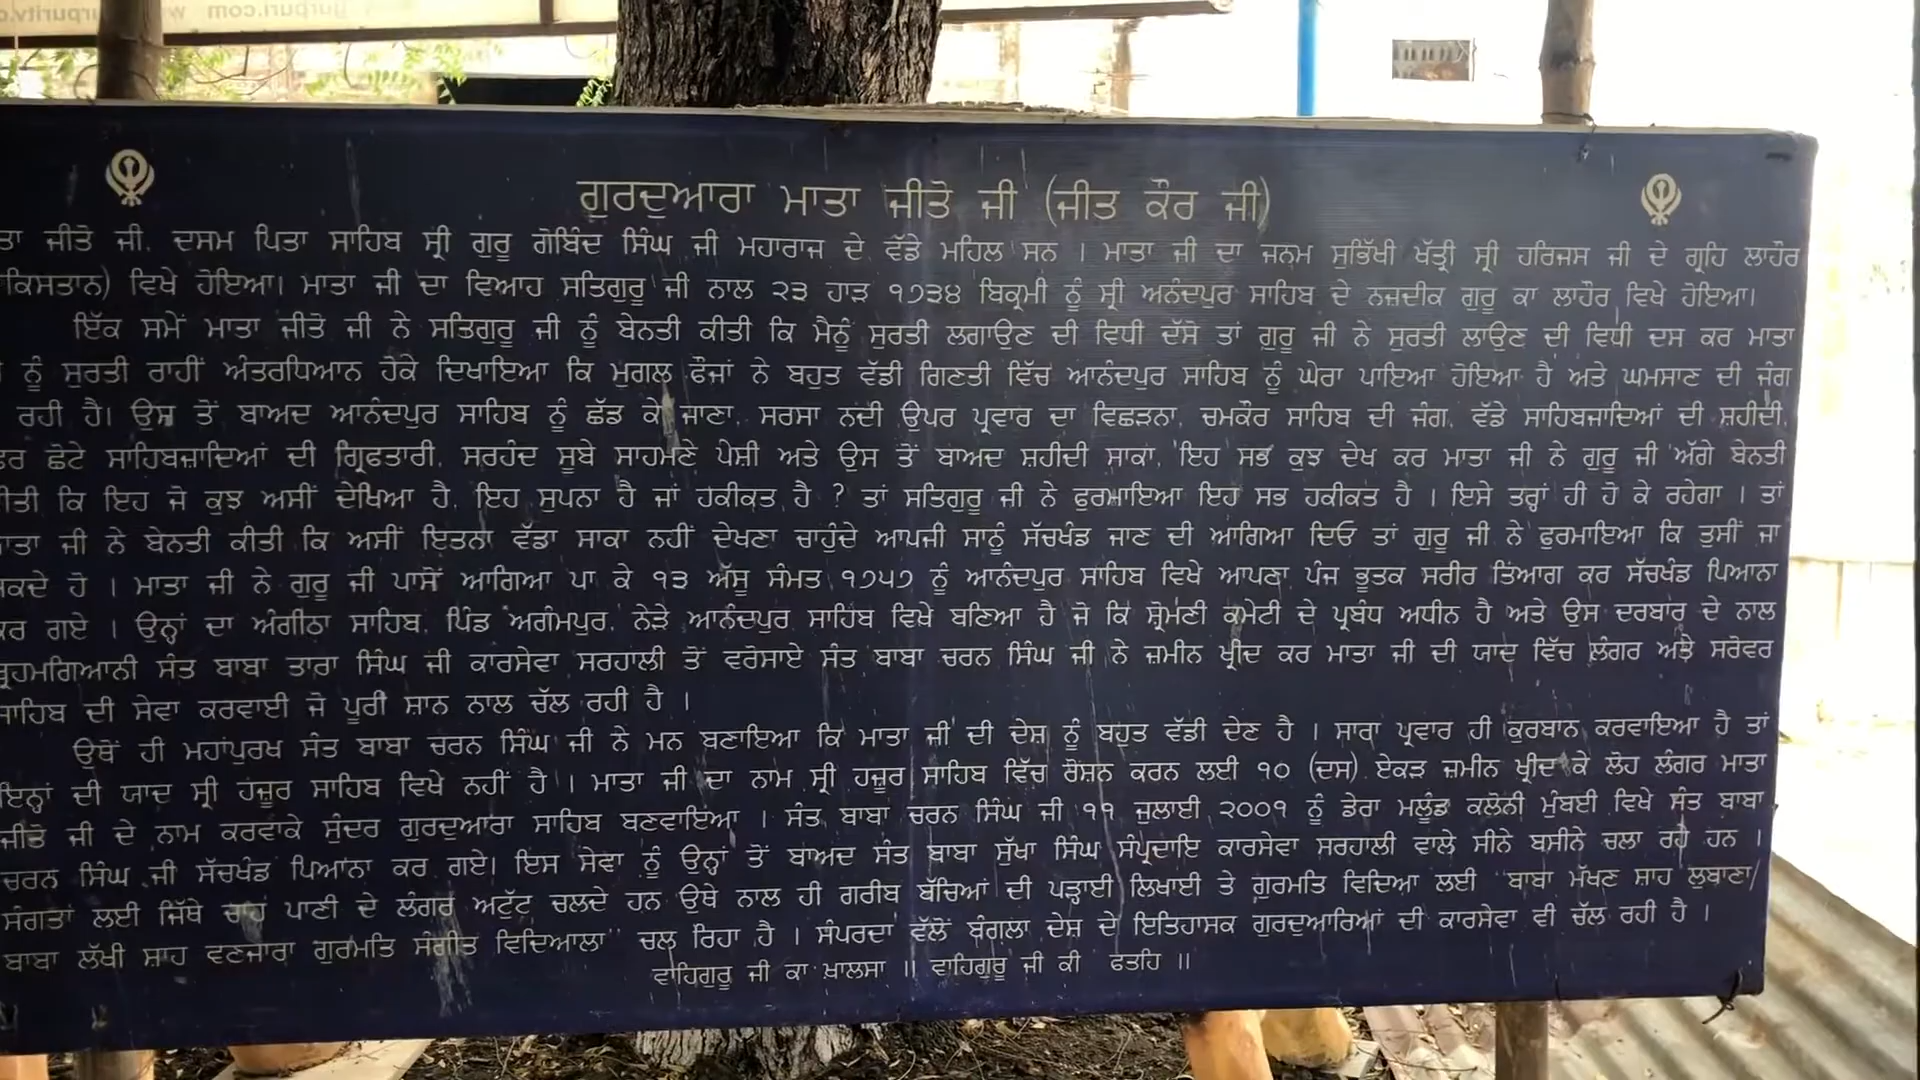 ਗੁਰਦੁਆਰਾ ਮਾਤਾ ਜੀਤੋ ਜੀ (ਜੀਤ ਕੌਰ ਜੀ)
ਤਾ ਜੀਤੋ ਜੀ, ਦਸਮ ਪਿਤਾ ਸਾਹਿਬ ਸ੍ਰੀ ਗੁਰੂ ਗੋਬਿੰਦ ਸਿੰਘ ਜੀ ਮਹਾਰਾਜ ਦੇ ਵੱਡੇ ਮਹਿਲ ਸਨ । ਮਾਤਾ ਜੀ ਦਾ ਜਨਮ ਸੁਭਿੱਖੀ ਖੱਤ੍ਰੀ ਸ੍ਰੀ ਹਰਿਜਸ ਜੀ ਦੇ ਗ੍ਰਹਿ ਲਾਹੌਰ
ਕਿਸਤਾਨ) ਵਿਖੇ ਹੋਇਆ। ਮਾਤਾ ਜੀ ਦਾ ਵਿਆਹ ਸਤਿਗੁਰੂ ਜੀ ਨਾਲ ੨੩ ਹਾੜ ੧੭੩੪ ਬਿਕ੍ਰਮੀ ਨੂੰ ਸ੍ਰੀ ਅਨੰਦਪੁਰ ਸਾਹਿਬ ਦੇ ਨਜ਼ਦੀਕ ਗੁਰੂ ਕਾ ਲਾਹੌਰ ਵਿਖੇ ਹੋਇਆ।
ਇੱਕ ਸਮੇਂ ਮਾਤਾ ਜੀਤੋ ਜੀ ਨੇ ਸਤਿਗੁਰੂ ਜੀ ਨੂੰ ਬੇਨਤੀ ਕੀਤੀ ਕਿ ਮੈਨੂੰ ਸੁਰਤੀ ਲਗਾਉਣ ਦੀ ਵਿਧੀ ਦੱਸੋ ਤਾਂ ਗੁਰੂ ਜੀ ਨੇ ਸੁਰਤੀ ਲਾਉਣ ਦੀ ਵਿਧੀ ਦਸ ਕਰ ਮਾਤਾ
ਨੂੰ ਸੁਰਤੀ ਰਾਹੀਂ ਅੰਤਰਧਿਆਨ ਹੋਕੇ ਦਿਖਾਇਆ ਕਿ ਮੁਗਲ ਫੌਜਾਂ ਨੇ ਬਹੁਤ ਵੱਡੀ ਗਿਣਤੀ ਵਿੱਚ ਆਨੰਦਪੁਰ ਸਾਹਿਬ ਨੂੰ ਘੇਰਾ ਪਾਇਆ ਹੋਇਆ ਹੈ ਅਤੇ ਘਮਸਾਣ ਦੀ ਜੰਗ
ਰਹੀ ਹੈ। ਉਸ ਤੋਂ ਬਾਅਦ ਆਨੰਦਪੁਰ ਸਾਹਿਬ ਨੂੰ ਛੱਡ ਕੇ ਜਾਣਾ, ਸਰਸਾ ਨਦੀ ਉਪਰ ਪ੍ਰਵਾਰ ਦਾ ਵਿਛੜਨਾ, ਚਮਕੌਰ ਸਾਹਿਬ ਦੀ ਜੰਗ, ਵੱਡੇ ਸਾਹਿਬਜਾਦਿਆਂ ਦੀ ਸ਼ਹੀਦੀ,
ਫਰ ਛੋਟੇ ਸਾਹਿਬਜ਼ਾਦਿਆਂ ਦੀ ਗ੍ਰਿਫਤਾਰੀ, ਸਰਹੰਦ ਸੂਬੇ ਸਾਹਮਣੇ ਪੇਸ਼ੀ ਅਤੇ ਉਸ ਤੋਂ ਬਾਅਦ ਸ਼ਹੀਦੀ ਸਾਕਾ, ਇਹ ਸਭ ਕੁਝ ਦੇਖ ਕਰ ਮਾਤਾ ਜੀ ਨੇ ਗੁਰੂ ਜੀ ਅੱਗੇ ਬੇਨਤੀ
ੀਤੀ ਕਿ ਇਹ ਜੋ ਕੁਝ ਅਸੀਂ ਦੇਖਿਆ ਹੈ, ਇਹ ਸੁਪਨਾ ਹੈ ਜਾਂ ਹਕੀਕਤ ਹੈ ? ਤਾਂ ਸਤਿਗੁਰੂ ਜੀ ਨੇ ਫੁਰਮਾਇਆ ਇਹ ਸਭ ਹਕੀਕਤ ਹੈ । ਇਸੇ ਤਰ੍ਹਾਂ ਹੀ ਹੋ ਕੇ ਰਹੇਗਾ । ਤਾਂ
ਾਤਾ ਜੀ ਨੇ ਬੇਨਤੀ ਕੀਤੀ ਕਿ ਅਸੀਂ ਇਤਨਾ ਵੱਡਾ ਸਾਕਾ ਨਹੀਂ ਦੇਖਣਾ ਚਾਹੁੰਦੇ ਆਪਜੀ ਸਾਨੂੰ ਸੱਚਖੰਡ ਜਾਣ ਦੀ ਆਗਿਆ ਦਿਓ ਤਾਂ ਗੁਰੂ ਜੀ ਨੇ ਫੁਰਮਾਇਆ ਕਿ ਤੁਸੀਂ ਜਾ
ਸਕਦੇ ਹੋ । ਮਾਤਾ ਜੀ ਨੇ ਗੁਰੂ ਜੀ ਪਾਸੋਂ ਆਗਿਆ ਪਾ ਕੇ ੧੩ ਅੱਸੂ ਸੰਮਤ ੧੭੫੭ ਨੂੰ ਆਨੰਦਪੁਰ ਸਾਹਿਬ ਵਿਖੇ ਆਪਣਾ ਪੰਜ ਭੂਤਕ ਸਰੀਰ ਤਿਆਗ ਕਰ ਸੱਚਖੰਡ ਪਿਆਨਾ
ਕਰ ਗਏ । ਉਨ੍ਹਾਂ ਦਾ ਅੰਗੀਠਾ ਸਾਹਿਬ, ਪਿੰਡ ਅਗੰਮਪੁਰ, ਨੇੜੇ ਆਨੰਦਪੁਰ ਸਾਹਿਬ ਵਿਖੇ ਬਣਿਆ ਹੈ ਜੋ ਕਿ ਸ਼੍ਰੋਮਣੀ ਕਮੇਟੀ ਦੇ ਪ੍ਰਬੰਧ ਅਧੀਨ ਹੈ ਅਤੇ ਉਸ ਦਰਬਾਰ ਦੇ ਨਾਲ
ਬ੍ਰਹਮਗਿਆਨੀ ਸੰਤ ਬਾਬਾ ਤਾਰਾ ਸਿੰਘ ਜੀ ਕਾਰਸੇਵਾ ਸਰਹਾਲੀ ਤੋਂ ਵਰੋਸਾਏ ਸੰਤ ਬਾਬਾ ਚਰਨ ਸਿੰਘ ਜੀ ਨੇ ਜ਼ਮੀਨ ਖ੍ਰੀਦ ਕਰ ਮਾਤਾ ਜੀ ਦੀ ਯਾਦ ਵਿੱਚ ਲੰਗਰ ਅਤੇ ਸਰੋਵਰ
ਸਾਹਿਬ ਦੀ ਸੇਵਾ ਕਰਵਾਈ ਜੋ ਪੂਰੀ ਸ਼ਾਨ ਨਾਲ ਚੱਲ ਰਹੀ ਹੈ ।
ਉਥੋਂ ਹੀ ਮਹਾਂਪੁਰਖ ਸੰਤ ਬਾਬਾ ਚਰਨ ਸਿੰਘ ਜੀ ਨੇ ਮਨ ਬਣਾਇਆ ਕਿ ਮਾਤਾ ਜੀ ਦੀ ਦੇਸ਼ ਨੂੰ ਬਹੁਤ ਵੱਡੀ ਦੇਣ ਹੈ । ਸਾਰਾ ਪ੍ਰਵਾਰ ਹੀ ਕੁਰਬਾਨ ਕਰਵਾਇਆ ਹੈ ਤਾਂ
ਇਨ੍ਹਾਂ ਦੀ ਯਾਦ ਸ੍ਰੀ ਹਜ਼ੂਰ ਸਾਹਿਬ ਵਿਖੇ ਨਹੀਂ ਹੈ । ਮਾਤਾ ਜੀ ਦਾ ਨਾਮ ਸ੍ਰੀ ਹਜ਼ੂਰ ਸਾਹਿਬ ਵਿੱਚ ਰੌਸ਼ਨ ਕਰਨ ਲਈ ੧੦ (ਦਸ) ਏਕੜ ਜ਼ਮੀਨ ਖ੍ਰੀਦ ਕੇ ਲੋਹ ਲੰਗਰ ਮਾਤਾ
ਜੀਤੋ ਜੀ ਦੇ ਨਾਮ ਕਰਵਾਕੇ ਸੁੰਦਰ ਗੁਰਦੁਆਰਾ ਸਾਹਿਬ ਬਣਵਾਇਆ । ਸੰਤ ਬਾਬਾ ਚਰਨ ਸਿੰਘ ਜੀ ੧੧ ਜੁਲਾਈ ੨੦੦੧ ਨੂੰ ਡੇਰਾ ਮਲੂੰਡ ਕਲੋਨੀ ਮੁੰਬਈ ਵਿਖੇ ਸੰਤ ਬਾਬਾ
ਚਰਨ ਸਿੰਘ ਜੀ ਸੱਚਖੰਡ ਪਿਆਨਾ ਕਰ ਗਏ। ਇਸ ਸੇਵਾ ਨੂੰ ਉਨ੍ਹਾਂ ਤੋਂ ਬਾਅਦ ਸੰਤ ਬਾਬਾ ਸੁੱਖਾ ਸਿੰਘ ਸੰਪ੍ਰਦਾਇ ਕਾਰਸੇਵਾ ਸਰਹਾਲੀ ਵਾਲੇ ਸੀਨੇ ਬਸੀਨੇ ਚਲਾ ਰਹੇ ਹਨ ।
ਸੰਗਤਾਂ ਲਈ ਜਿੱਥੇ ਚਾਹ ਪਾਣੀ ਦੇ ਲੰਗਰ ਅਟੁੱਟ ਚਲਦੇ ਹਨ ਉਥੇ ਨਾਲ ਹੀ ਗਰੀਬ ਬੱਚਿਆਂ ਦੀ ਪੜ੍ਹਾਈ ਲਿਖਾਈ ਤੇ ਗੁਰਮਤਿ ਵਿਦਿਆ ਲਈ "ਬਾਬਾ ਮੱਖਣ ਸ਼ਾਹ ਲੁਬਾਣਾ/
ਬਾਬਾ ਲੱਖੀ ਸ਼ਾਹ ਵਣਜਾਰਾ ਗੁਰਮਤਿ ਸੰਗੀਤ ਵਿਦਿਆਲਾ" ਚਲ ਰਿਹਾ ਹੈ । ਸੰਪਰਦਾ ਵੱਲੋਂ ਬੰਗਲਾ ਦੇਸ਼ ਦੇ ਇਤਿਹਾਸਕ ਗੁਰਦੁਆਰਿਆਂ ਦੀ ਕਾਰਸੇਵਾ ਵੀ ਚੱਲ ਰਹੀ ਹੈ ।
ਵਾਹਿਗੁਰੂ ਜੀ ਕਾ ਖ਼ਾਲਸਾ ॥ ਵਾਹਿਗੁਰੂ ਜੀ ਕੀ ਫਤਹਿ ॥